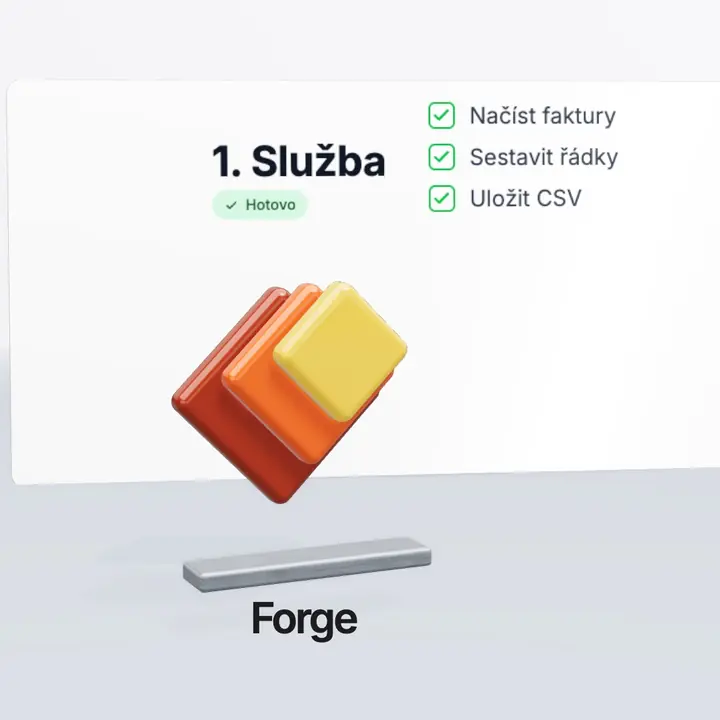 1. Služba
Hotovo
Načíst faktury
Sestavit řádky
Uložit CSV
Forge